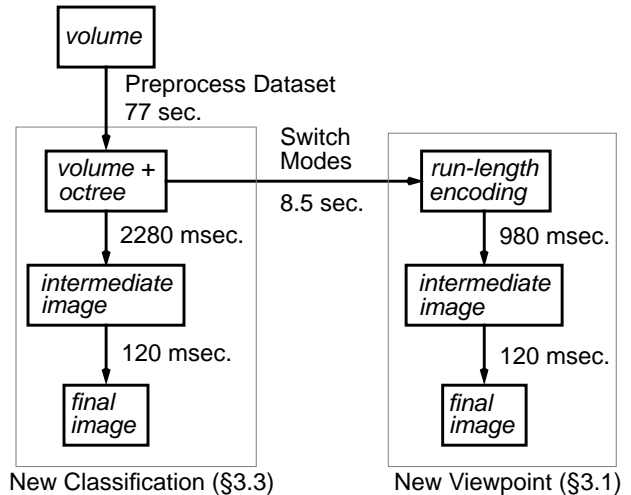 volume
Preprocess Dataset
77 sec.
volume +
octree
Switch
Modes
8.5 sec.
run-length
encoding
2280 msec.
980 msec.
intermediate
image
intermediate
image
120 msec.
120 msec.
final
image
final
image
New Classification (§3.3)
New Viewpoint (§3.1)